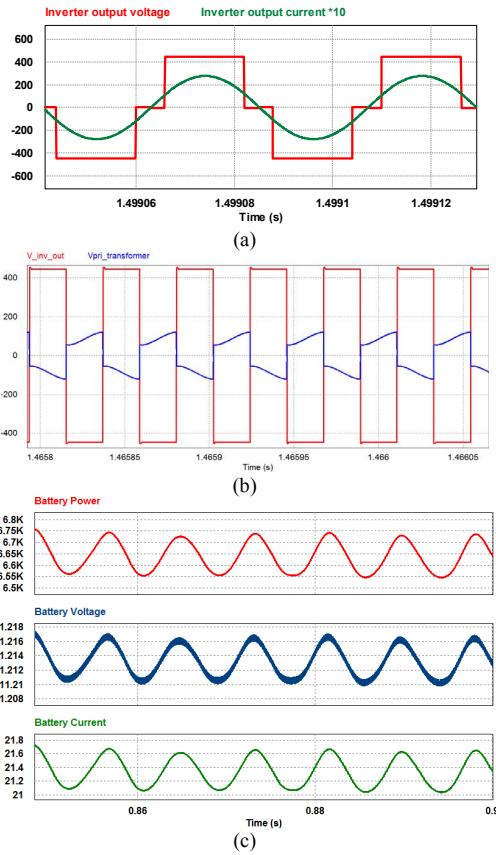 Inverter output voltage Inverter output current *10
600
400
200
0
-200
-400
-600
1.49906 1.49908 1.4991 1.49912
Time (s)
(a)
V_inv_out Vpri_transformer
400
200
0
-200
-400
1.4658 1.46585 1.4659 1.46595 1.466 1.46605
Time (s)
(b)
Battery Power
6.8K
6.75K
6.7K
6.65K
6.6K
6.55K
6.5K
Battery Voltage
1.218
1.216
1.214
1.212
11.21
1.208
Battery Current
21.8
21.6
21.4
21.2
21
0.86 0.88 0.9
Time (s)
(c)